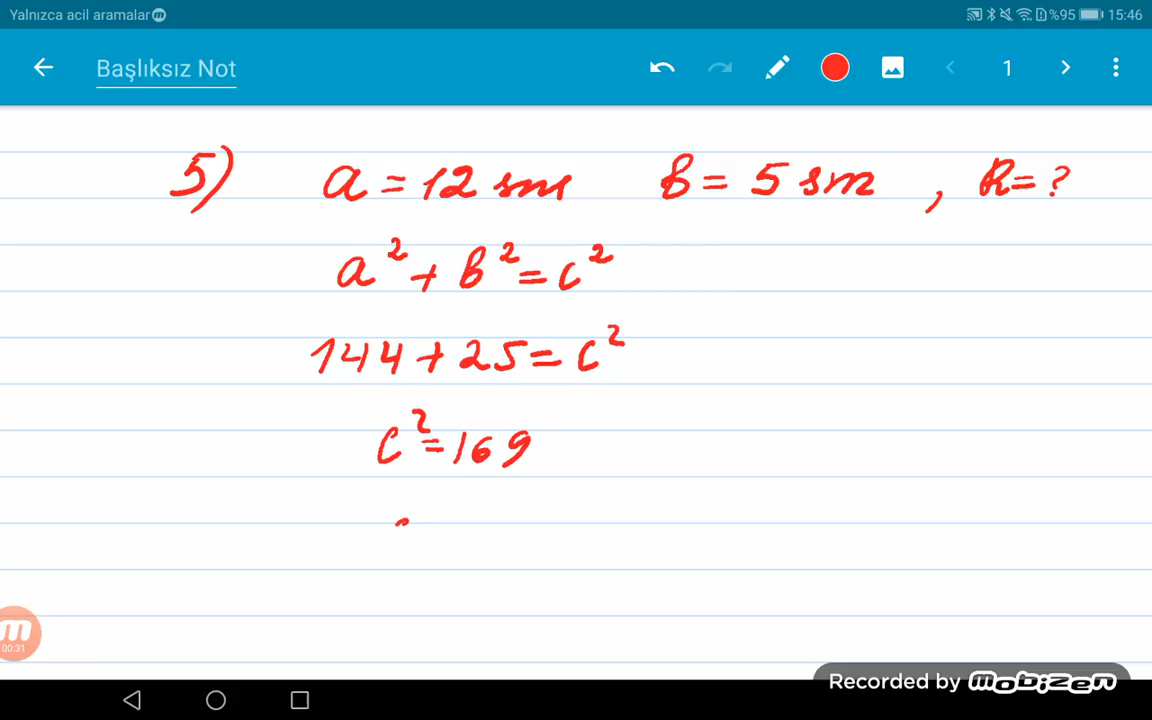 Yalnızca acil aramalar m %95 15:46
Başlıksız Not 1
5) a = 12 sm b = 5 sm , R = ?
a² + b² = c²
144 + 25 = c²
c² = 169
00:31
Recorded by mobizen